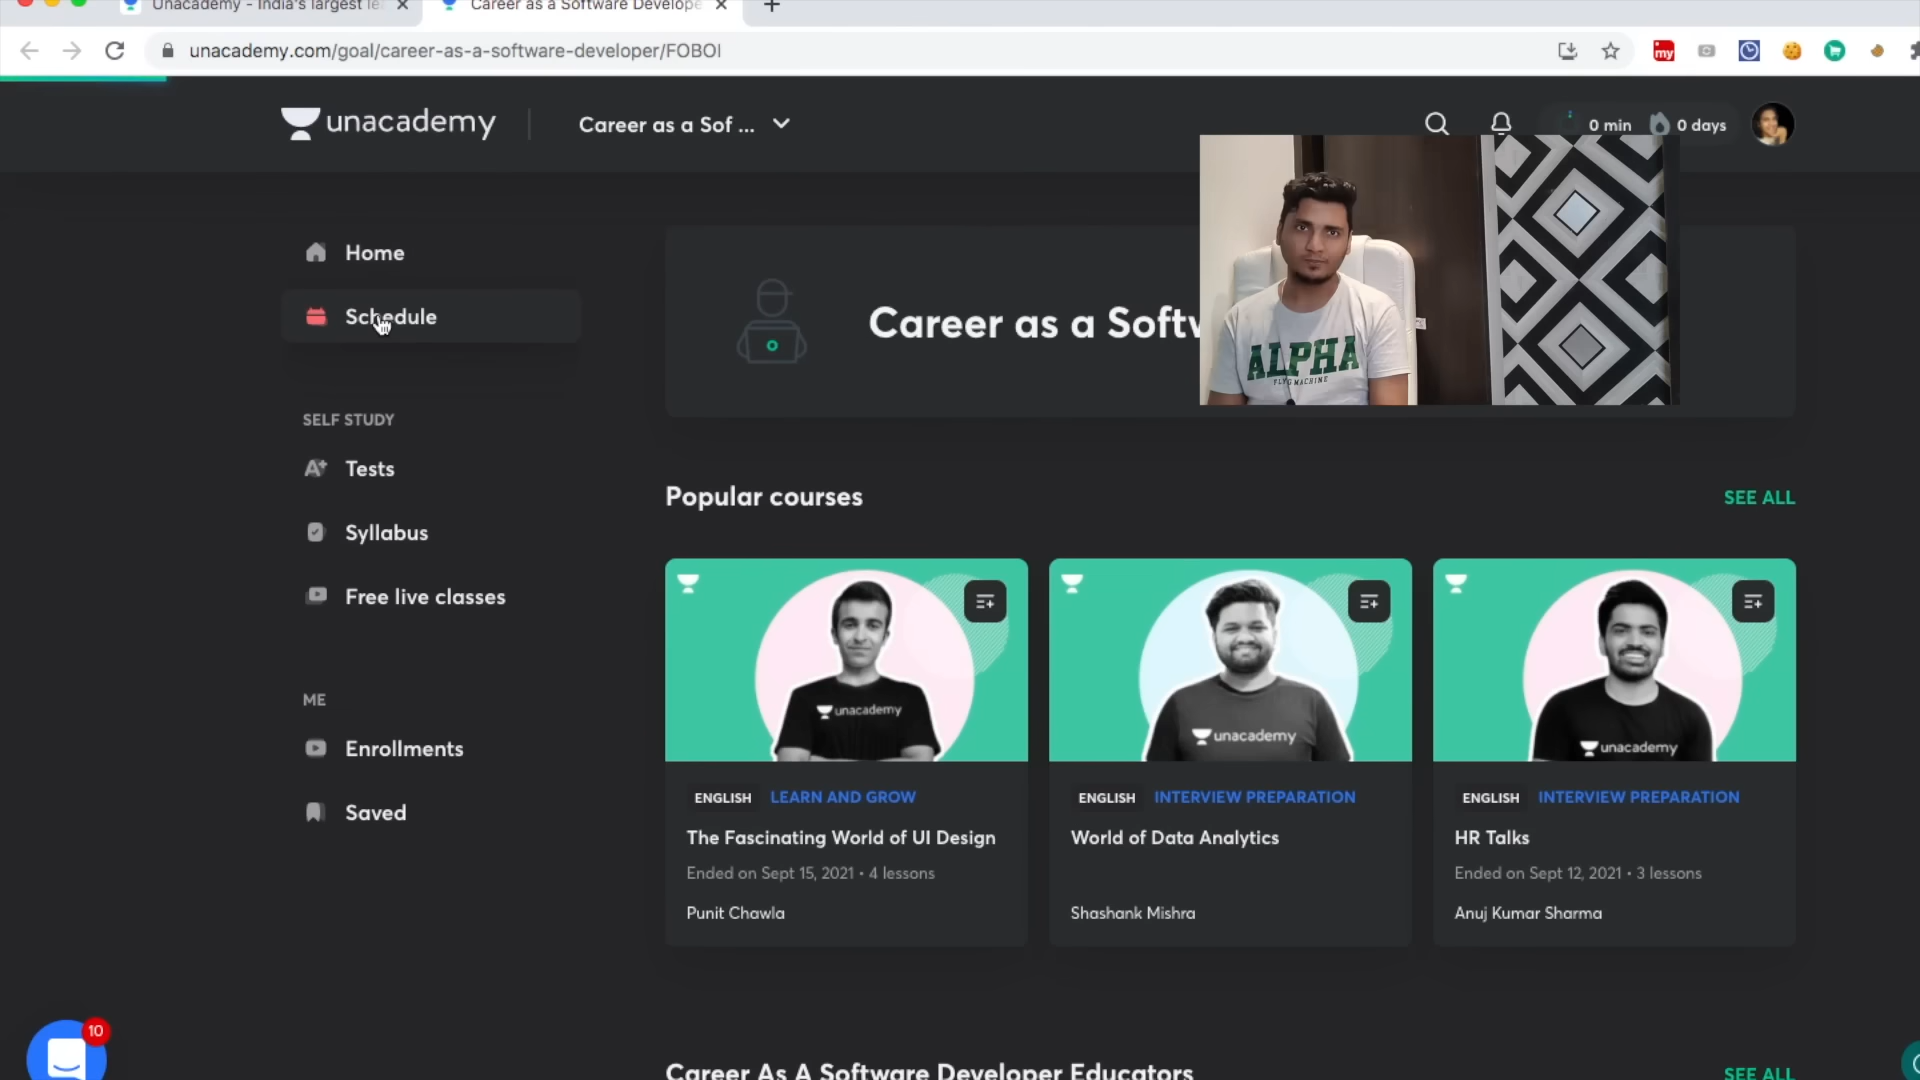 Unacademy - India's largest le
Career as a Software Develope
unacademy.com/goal/career-as-a-software-developer/FOBOI
my
unacademy
Career as a Sof ...
0 min
0 days
Home
Schedule
SELF STUDY
Tests
Syllabus
Free live classes
ME
Enrollments
Saved
10
Career as a Softw
ALPHA
FLYNG MACHINE
Popular courses
SEE ALL
unacademy
ENGLISH LEARN AND GROW
The Fascinating World of UI Design
Ended on Sept 15, 2021 • 4 lessons
Punit Chawla
unacademy
ENGLISH INTERVIEW PREPARATION
World of Data Analytics
Shashank Mishra
unacademy
ENGLISH INTERVIEW PREPARATION
HR Talks
Ended on Sept 12, 2021 • 3 lessons
Anuj Kumar Sharma
Career As A Software Developer Educators
SEE ALL